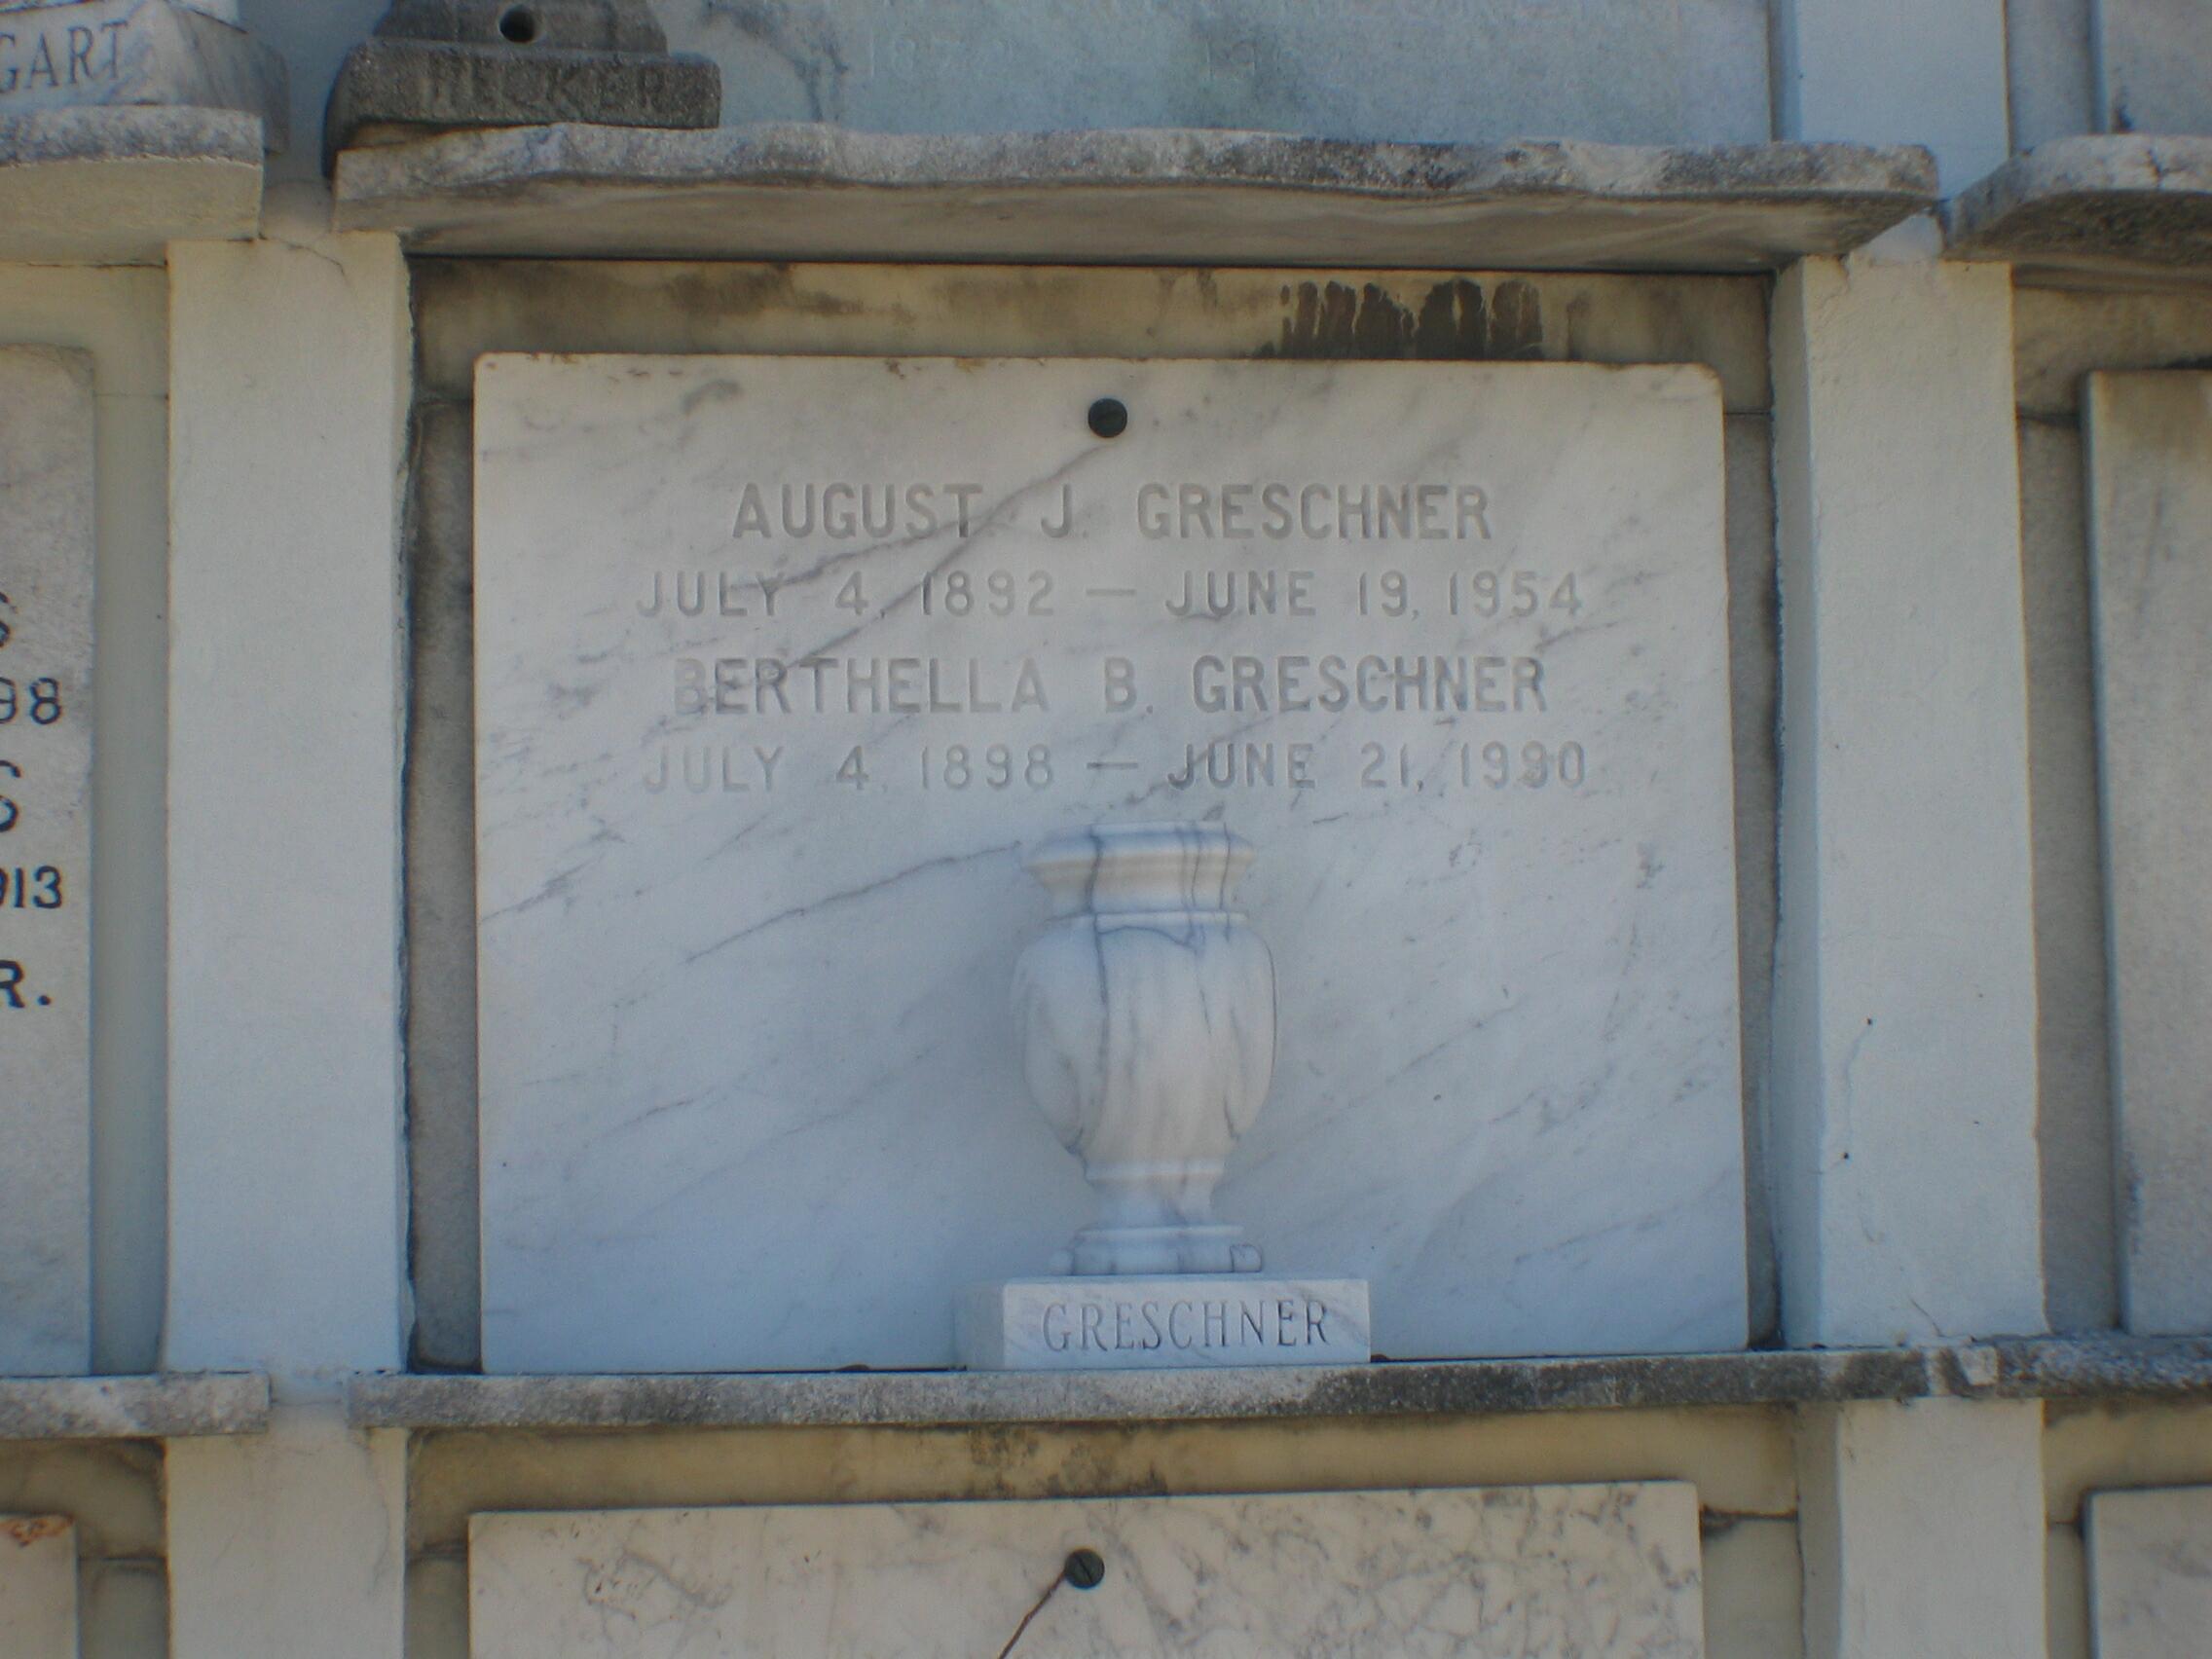 GART
BECKER
AUGUST J. GRESCHNER
JULY 4, 1892 — JUNE 19, 1954
BERTHELLA B. GRESCHNER
JULY 4, 1898 — JUNE 21, 1990
98
913
R.
GRESCHNER